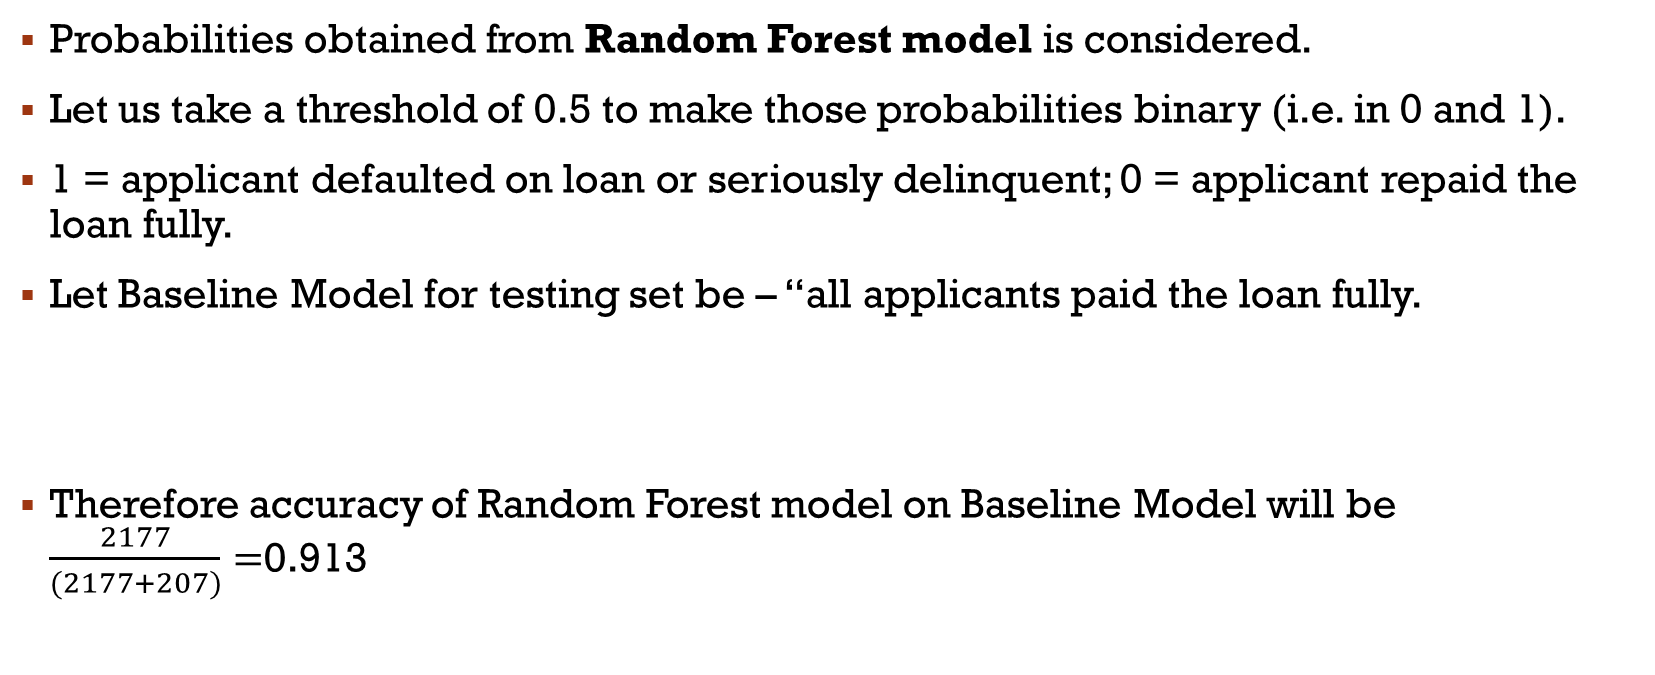 ▪ Probabilities obtained from Random Forest model is considered.
▪ Let us take a threshold of 0.5 to make those probabilities binary (i.e. in 0 and 1).
▪ 1 = applicant defaulted on loan or seriously delinquent; 0 = applicant repaid the
loan fully.
▪ Let Baseline Model for testing set be – “all applicants paid the loan fully.
▪ Therefore accuracy of Random Forest model on Baseline Model will be
2177
(2177+207) =0.913